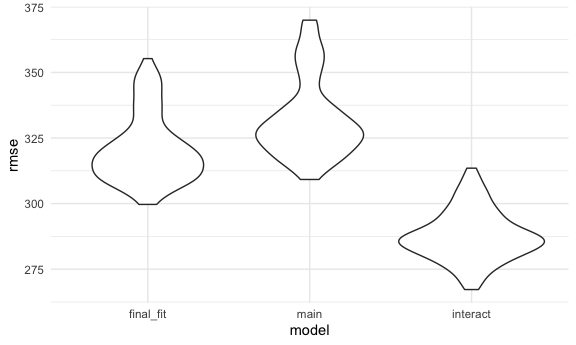 375
350
rmse
325
300
275
final_fit
main
interact
model